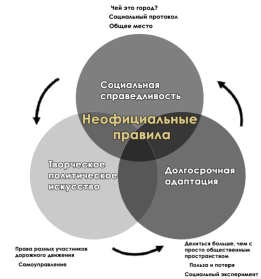 Чей это город?
Социальный протокол
Общее место
Социальная
справедливость
Неофициальные
правила
Творческое
политическое
искусство
Долгосрочная
адаптация
Права разных участников
дорожного движения
Самоуправление
Делиться больше, чем с
просто общественным
пространством
Польза и потеря
Социальный эксперимент